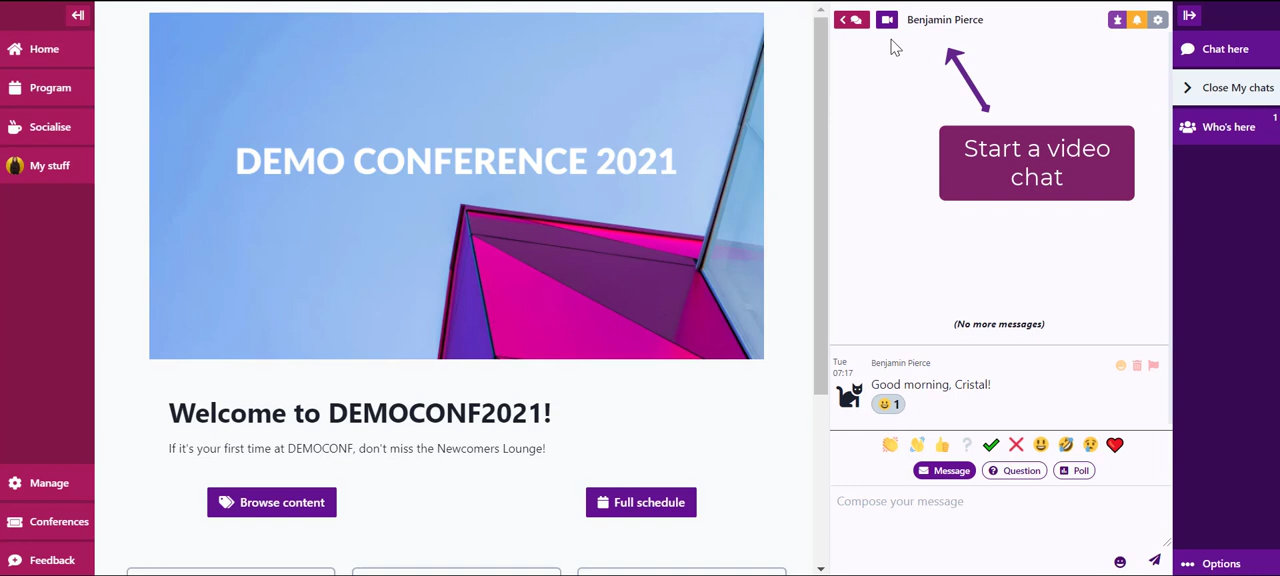 Home
Program
Socialise
My stuff
Manage
Conferences
Feedback
DEMO CONFERENCE 2021
Welcome to DEMOCONF2021!
If it's your first time at DEMOCONF, don't miss the Newcomers Lounge!
Browse content
Full schedule
Benjamin Pierce
Start a video
chat
(No more messages)
Tue
07:17
Benjamin Pierce
Good morning, Cristal!
1
Message
Question
Poll
Compose your message
Chat here
Close My chats
Who's here
1
Options